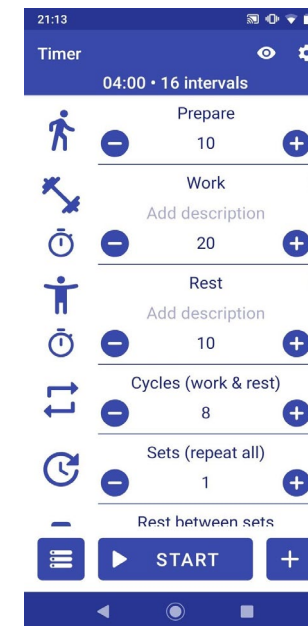 21:13
Timer
04:00 • 16 intervals
Prepare
10
Work
Add description
20
Rest
Add description
10
Cycles (work & rest)
8
Sets (repeat all)
1
Rest between sets
START